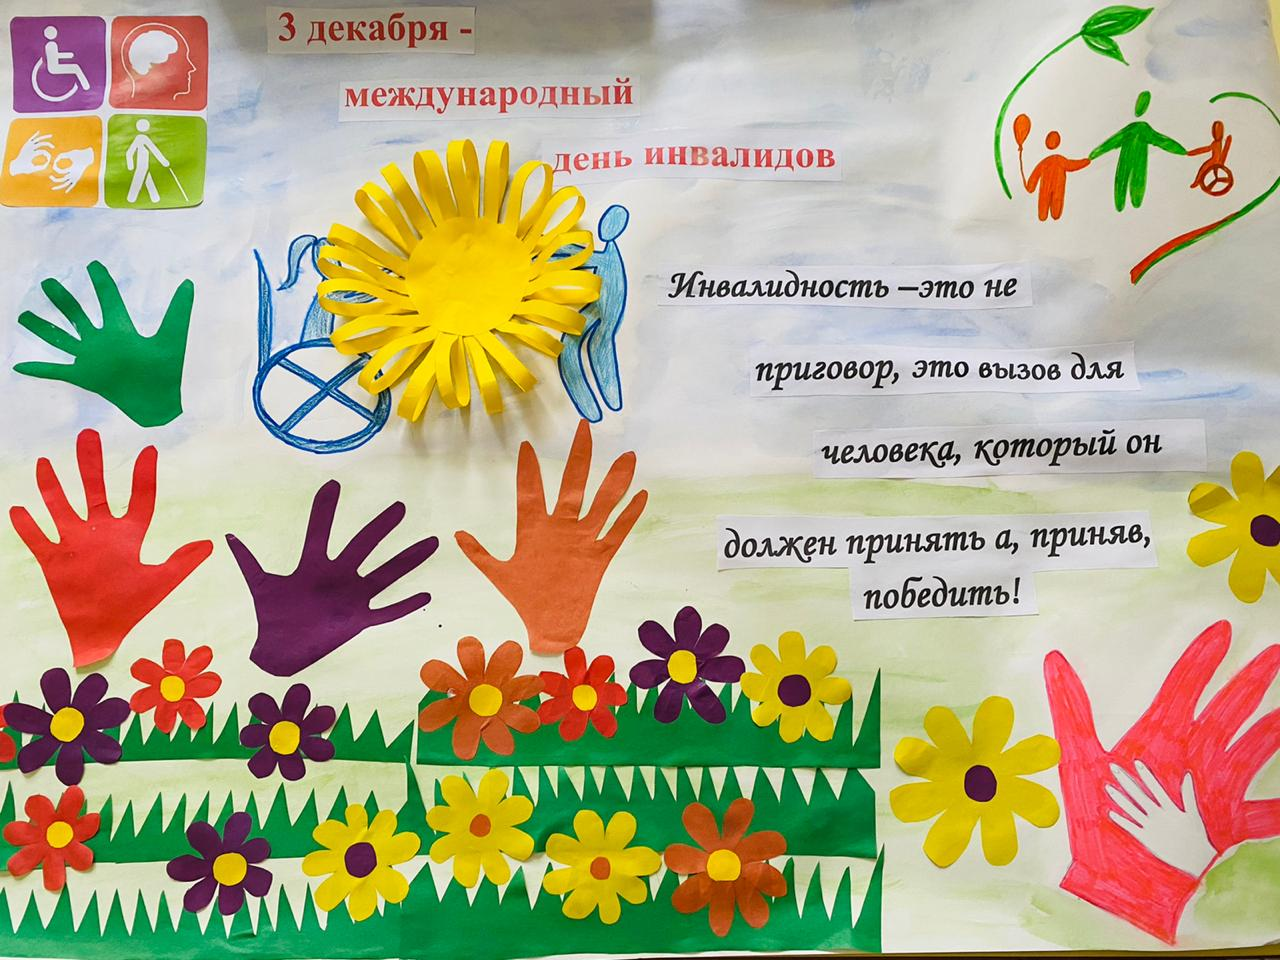 3 декабря -
международный
день инвалидов
Инвалидность –это не
приговор, это вызов для
человека, который он
должен принять а, приняв,
победить!